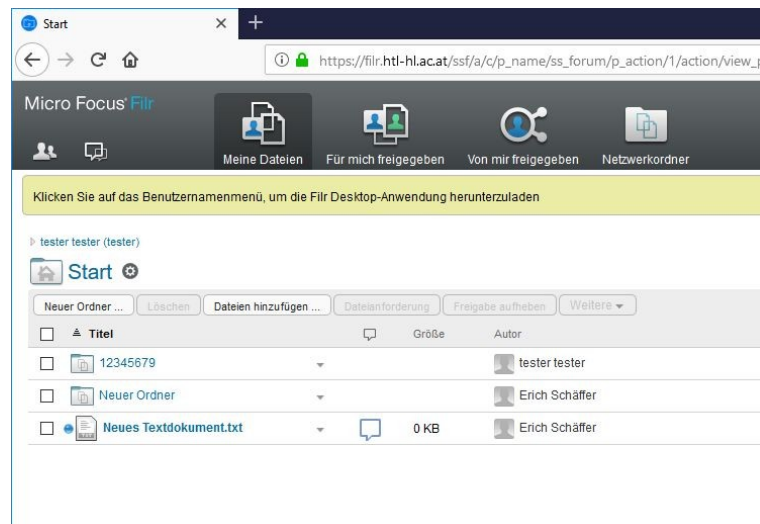 Start
https://filr.htl-hl.ac.at/ssf/a/c/p_name/ss_forum/p_action/1/action/view_p
Micro Focus Filr
Meine Dateien Für mich freigegeben Von mir freigegeben Netzwerkordner
Klicken Sie auf das Benutzernamenmenü, um die Filr Desktop-Anwendung herunterzuladen
tester tester (tester)
Start
Neuer Ordner ... Löschen Dateien hinzufügen ... Dateianforderung Freigabe aufheben Weitere
Titel Größe Autor
12345679 tester tester
Neuer Ordner Erich Schäffer
Neues Textdokument.txt 0 KB Erich Schäffer